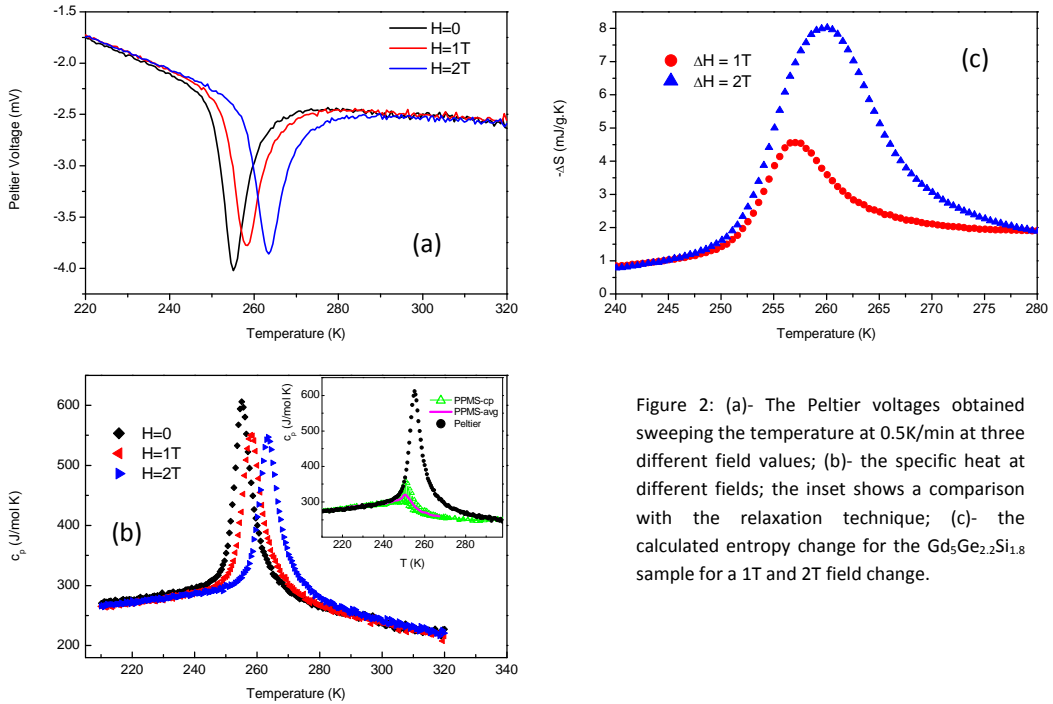 -1.5
-2.0
-2.5
-3.0
-3.5
-4.0
Peltier Voltage (mV)
220 240 260 280 300 320
Temperature (K)
H=0
H=1T
H=2T
(a)
8
7
6
5
4
3
2
1
0
-ΔS (mJ/g.K)
240 245 250 255 260 265 270 275 280
Temperature (K)
ΔH = 1T
ΔH = 2T
(c)
600
500
400
300
200
c_p (J/mol K)
220 240 260 280 300 320 340
Temperature (K)
H=0
H=1T
H=2T
(b)
600
500
400
300
c_p (J/mol K)
220 240 260 280
T (K)
PPMS-cp
PPMS-avg
Peltier
Figure 2: (a)- The Peltier voltages obtained
sweeping the temperature at 0.5K/min at three
different field values; (b)- the specific heat at
different fields; the inset shows a comparison
with the relaxation technique; (c)- the
calculated entropy change for the Gd₅Ge₂.₂Si₁.₈
sample for a 1T and 2T field change.